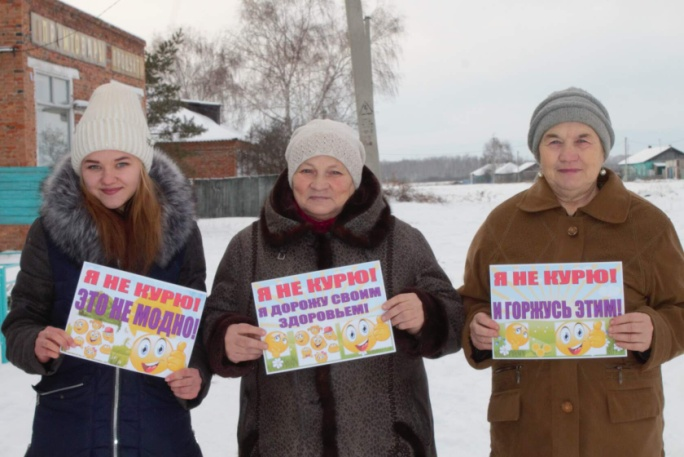 Я НЕ КУРЮ!
ЭТО НЕ МОДНО!
Я НЕ КУРЮ!
Я ДОРОЖУ СВОИМ
ЗДОРОВЬЕМ!
Я НЕ КУРЮ!
И ГОРЖУСЬ ЭТИМ!